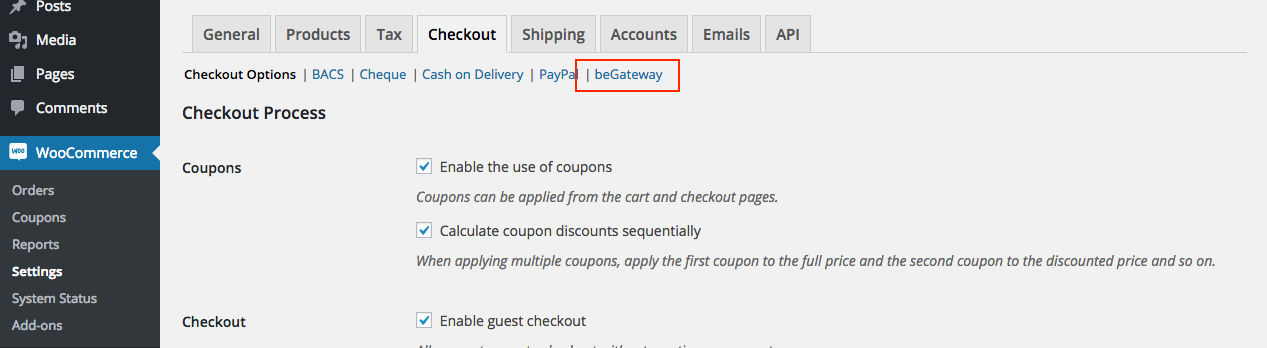 Posts
Media
Pages
Comments
WOO WooCommerce
Orders
Coupons
Reports
Settings
System Status
Add-ons
General Products Tax Checkout Shipping Accounts Emails API
Checkout Options | BACS | Cheque | Cash on Delivery | PayPal | beGateway
Checkout Process
Coupons Enable the use of coupons
Coupons can be applied from the cart and checkout pages.
Calculate coupon discounts sequentially
When applying multiple coupons, apply the first coupon to the full price and the second coupon to the discounted price and so on.
Checkout Enable guest checkout